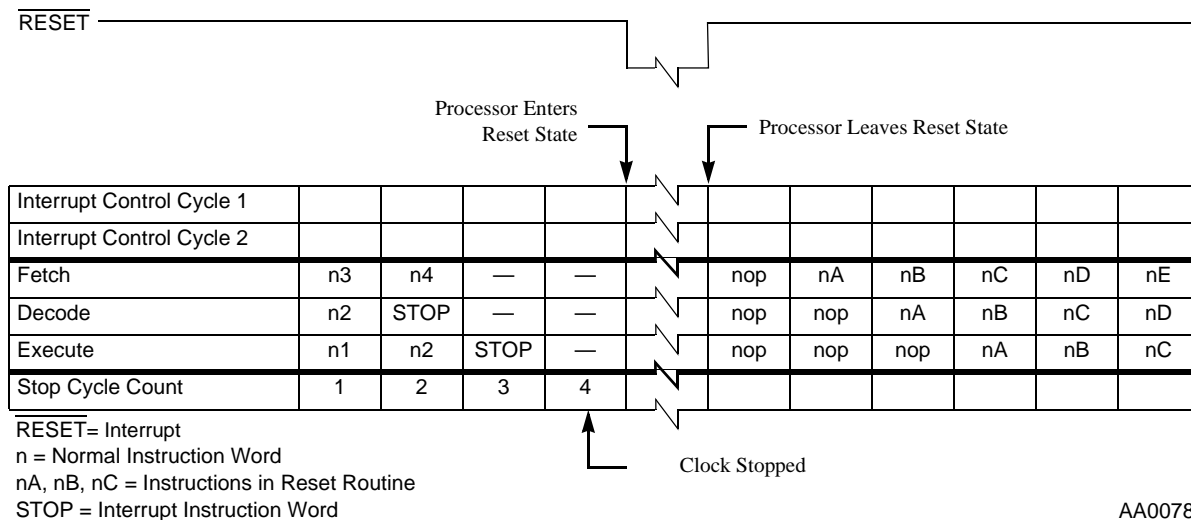 RESET
Processor Enters
Reset State
Processor Leaves Reset State
Interrupt Control Cycle 1
Interrupt Control Cycle 2
Fetch n3 n4 — — nop nA nB nC nD nE
Decode n2 STOP — — nop nop nA nB nC nD
Execute n1 n2 STOP — nop nop nop nA nB nC
Stop Cycle Count 1 2 3 4
RESET= Interrupt
n = Normal Instruction Word
nA, nB, nC = Instructions in Reset Routine
STOP = Interrupt Instruction Word
Clock Stopped
AA0078